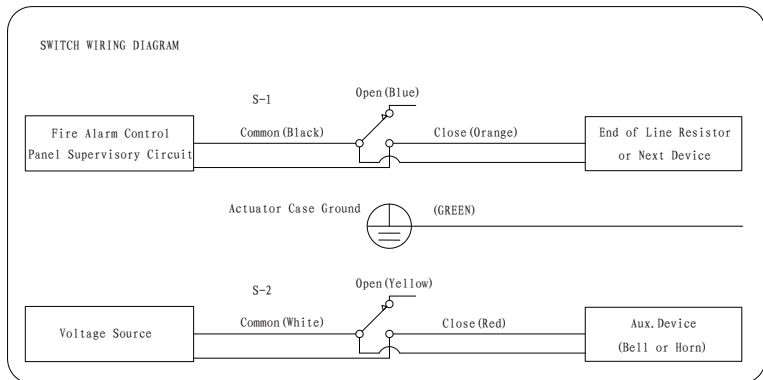 SWITCH WIRING DIAGRAM
S-1
Open(Blue)
Fire Alarm Control
Panel Supervisory Circuit
Common(Black)
Close(Orange)
End of Line Resistor
or Next Device
Actuator Case Ground
(GREEN)
S-2
Open(Yellow)
Voltage Source
Common(White)
Close(Red)
Aux.Device
(Bell or Horn)